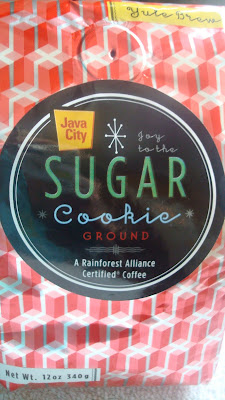 Yule Brew
Java
City
Joy
to the
SUGAR
Cookie
GROUND
A Rainforest Alliance
Certified® Coffee
Net Wt. 12oz 340g